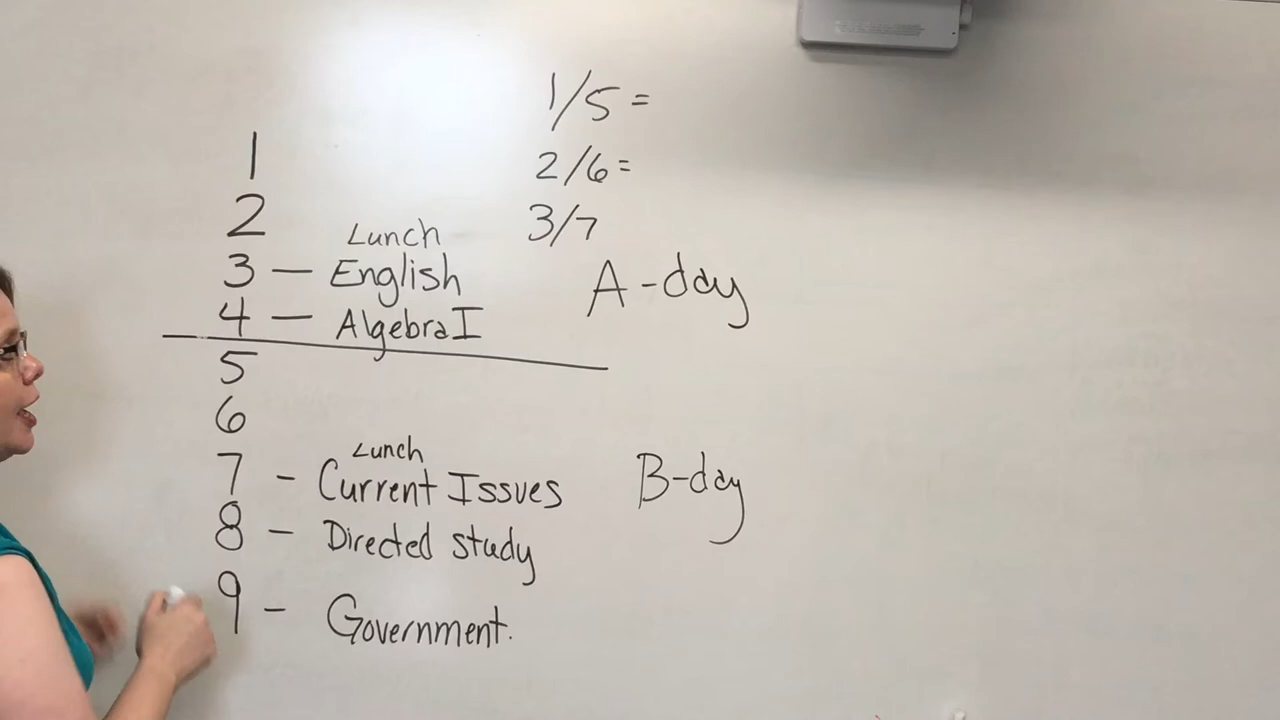 1/5 =
2/6 =
3/7
1
2
Lunch
3 — English
4 — Algebra I
A-day
5
6
Lunch
7 - Current Issues
8 - Directed study
9 - Government.
B-day